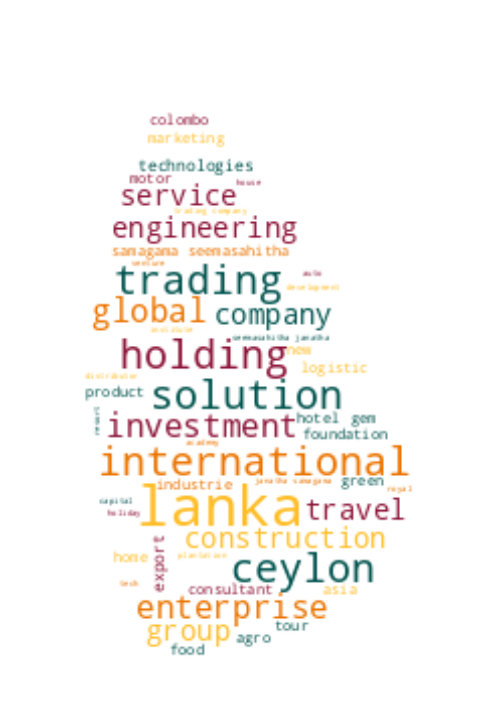 colombo
marketing
technologies
motor
house
service
trading company
engineering
samagama seemasahitha
venture
trading
auto
development
global
company
institute
seemasahitha janatha
holding
new
logistic
distributor
product
solution
resort
investment
hotel gem
foundation
academy
international
industrie
janatha samagama
green
royal
capital
lanka
holiday
travel
construction
export
home
plantation
ceylon
tech
consultant
asia
enterprise
group
tour
agro
food